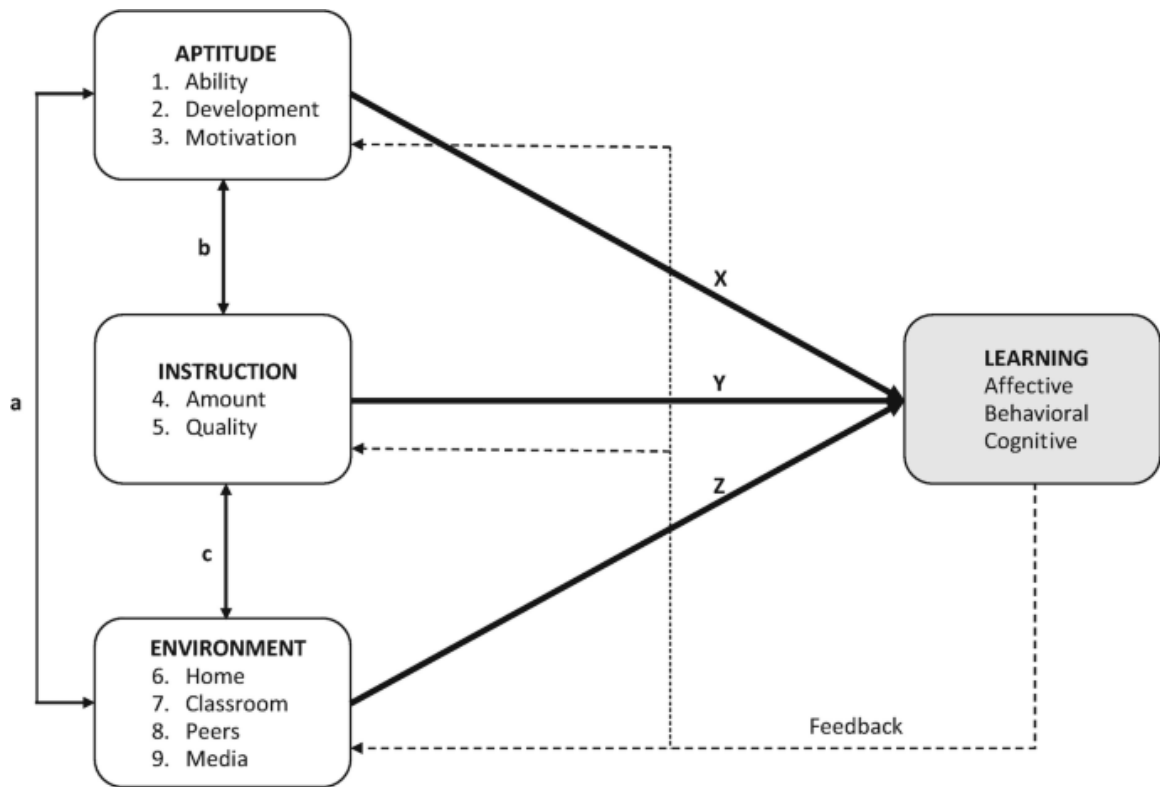 APTITUDE
1. Ability
2. Development
3. Motivation
b
X
INSTRUCTION
4. Amount
5. Quality
a
Y
LEARNING
Affective
Behavioral
Cognitive
Z
c
ENVIRONMENT
6. Home
7. Classroom
8. Peers
9. Media
Feedback